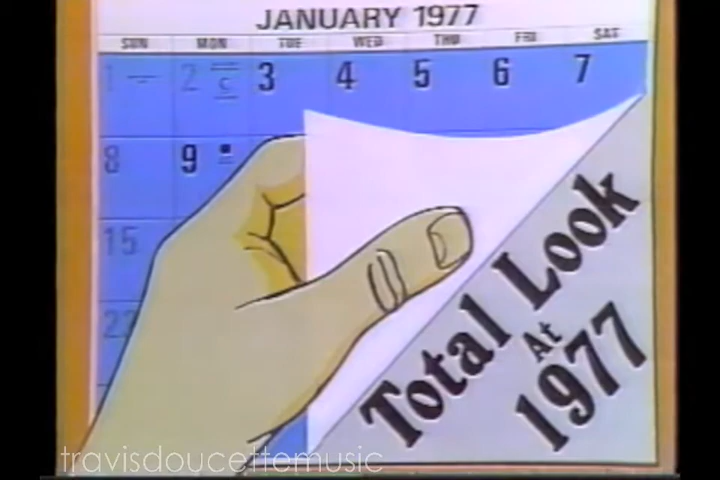 JANUARY 1977
SUN MON TUE WED THU FRI SAT
1 2 3 4 5 6 7
8 9
15
22
Total Look
At
1977
travisdoucettemusic